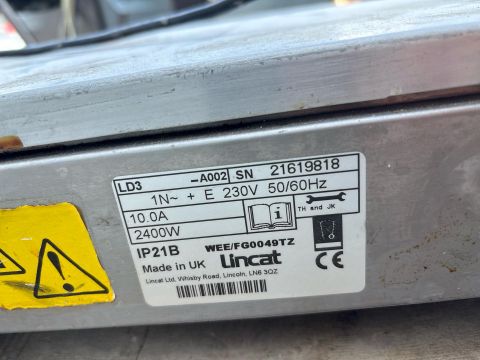 LD3 -A002 SN 21619818
1N~ + E 230V 50/60Hz
10.0A
TH and JK
2400W
IP21B WEE/FG0049TZ
Made in UK Lincat CE
Lincat Ltd, Whisby Road, Lincoln, LN6 3QZ